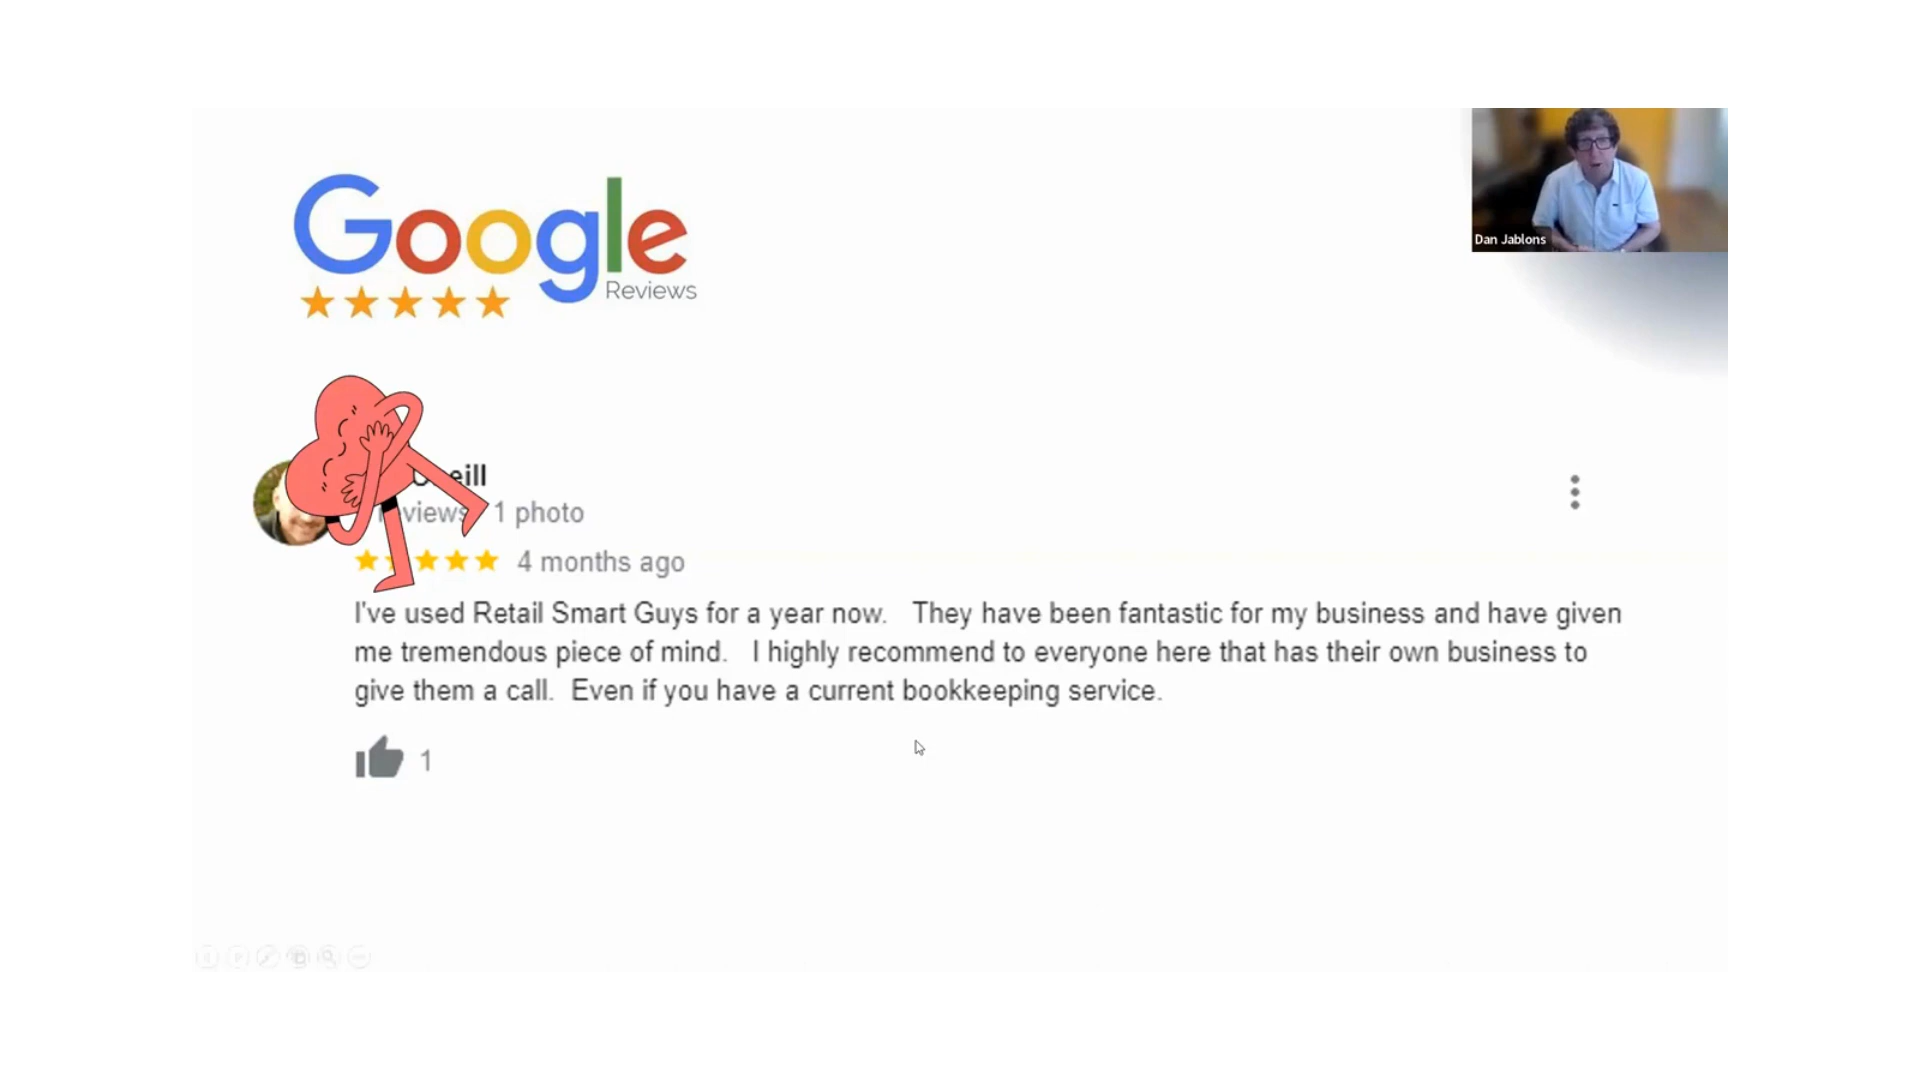 Google
Reviews
Dan Jablons
1 photo
4 months ago
I've used Retail Smart Guys for a year now. They have been fantastic for my business and have given
me tremendous piece of mind. I highly recommend to everyone here that has their own business to
give them a call. Even if you have a current bookkeeping service.
1